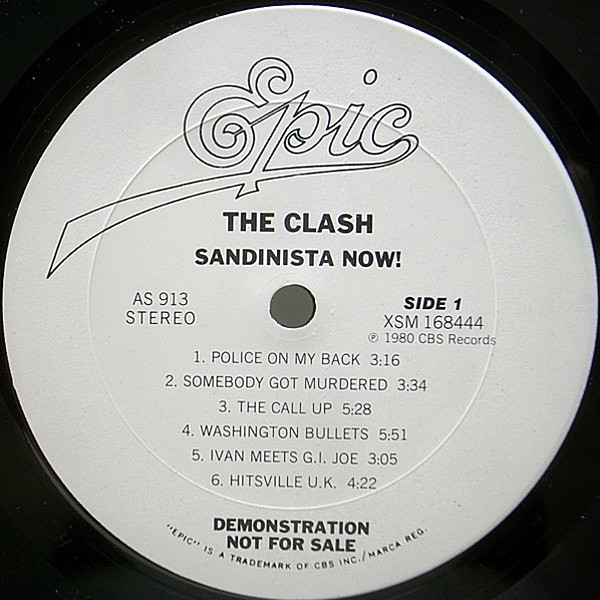 Epic
THE CLASH
SANDINISTA NOW!
AS 913
STEREO
SIDE 1
XSM 168444
℗ 1980 CBS Records
1. POLICE ON MY BACK 3:16
2. SOMEBODY GOT MURDERED 3:34
3. THE CALL UP 5:28
4. WASHINGTON BULLETS 5:51
5. IVAN MEETS G.I. JOE 3:05
6. HITSVILLE U.K. 4:22
DEMONSTRATION
NOT FOR SALE
"EPIC" IS A TRADEMARK OF CBS INC./MARCA REG.